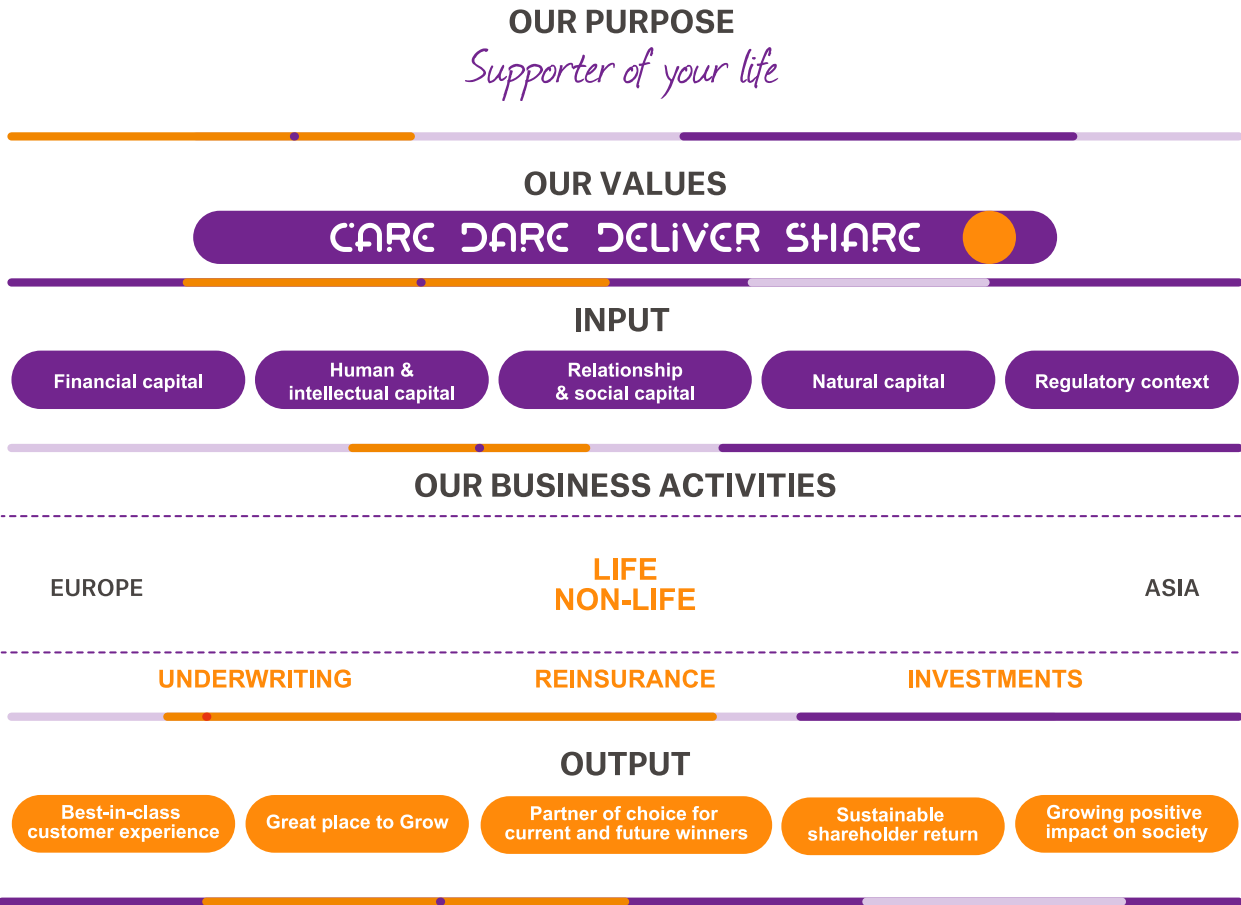 OUR PURPOSE
Supporter of your life
OUR VALUES
CARE DARE DELIVER SHARE
INPUT
Financial capital
Human &
intellectual capital
Relationship
& social capital
Natural capital
Regulatory context
OUR BUSINESS ACTIVITIES
EUROPE
LIFE
NON-LIFE
ASIA
UNDERWRITING
REINSURANCE
INVESTMENTS
OUTPUT
Best-in-class
customer experience
Great place to Grow
Partner of choice for
current and future winners
Sustainable
shareholder return
Growing positive
impact on society